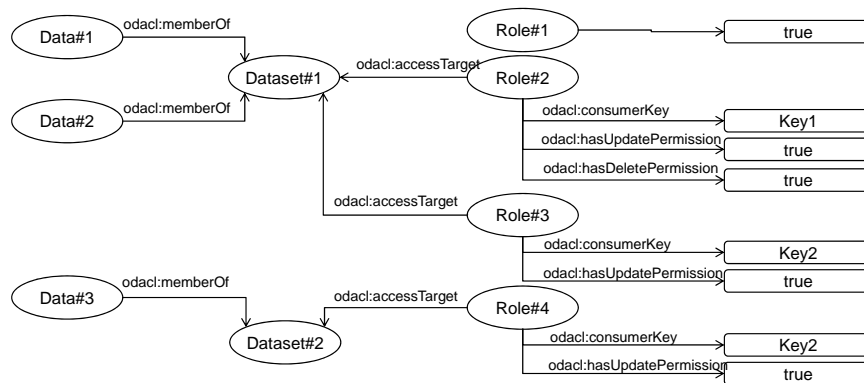 Data#1
odacl:memberOf
Role#1
true
odacl:accessTarget
Dataset#1
Role#2
odacl:memberOf
Data#2
odacl:consumerKey
Key1
odacl:hasUpdatePermission
true
odacl:hasDeletePermission
true
odacl:accessTarget
Role#3
odacl:consumerKey
Key2
odacl:hasUpdatePermission
true
odacl:memberOf
Data#3
odacl:accessTarget
Role#4
Dataset#2
odacl:consumerKey
Key2
odacl:hasUpdatePermission
true